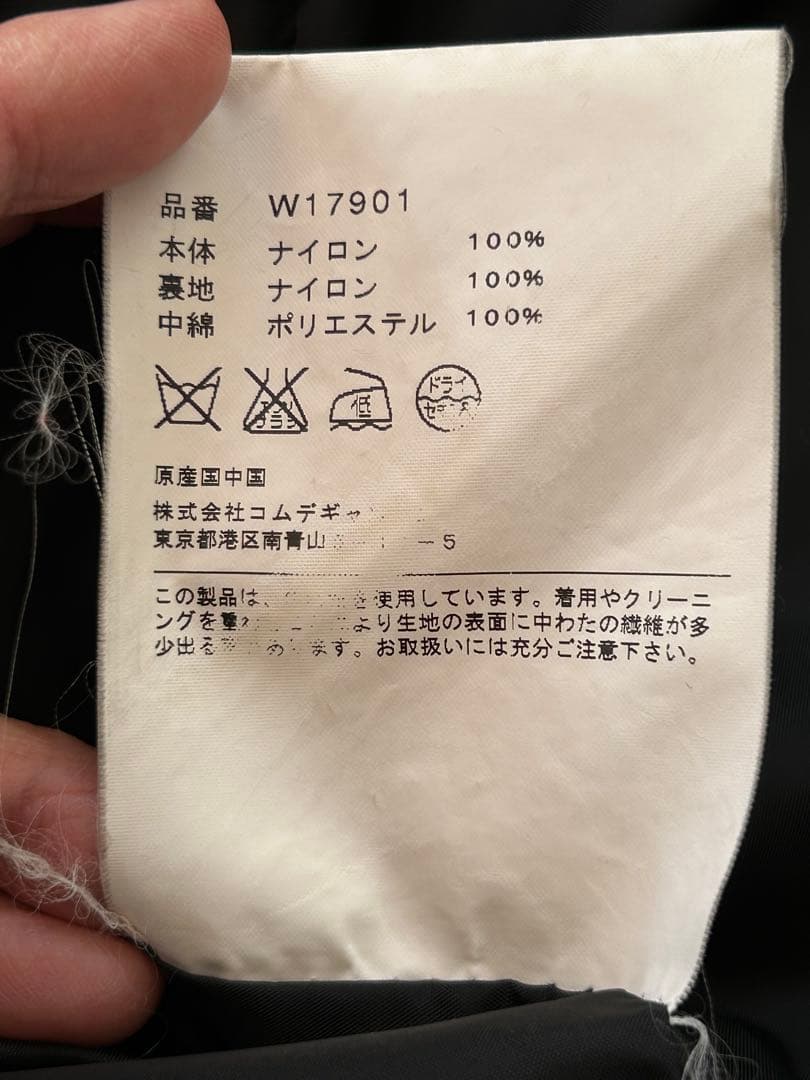 品番 W17901
本体 ナイロン 100%
裏地 ナイロン 100%
中綿 ポリエステル 100%
低 ドライ
原産国中国
株式会社コムデギャ
東京都港区南青山 5
この製品は、 を使用しています。着用やクリーニ
ングを重 より生地の表面に中わたの繊維が多
少出る ます。お取扱いには充分ご注意下さい。